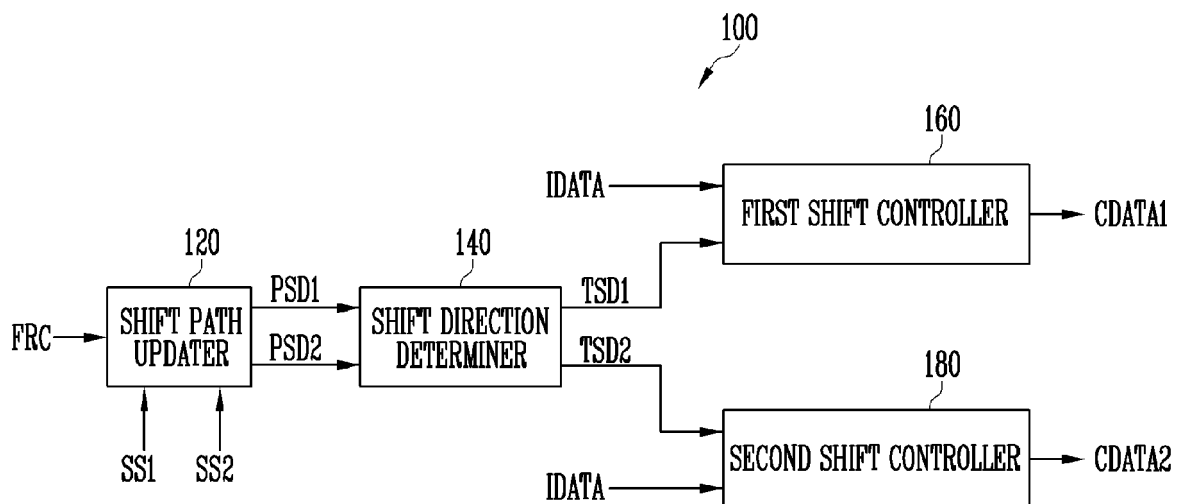 100
160
IDATA
FIRST SHIFT CONTROLLER
CDATA1
120
140
PSD1
TSD1
FRC
SHIFT PATH
UPDATER
SHIFT DIRECTION
DETERMINER
PSD2
TSD2
180
SS1
SS2
SECOND SHIFT CONTROLLER
CDATA2
IDATA